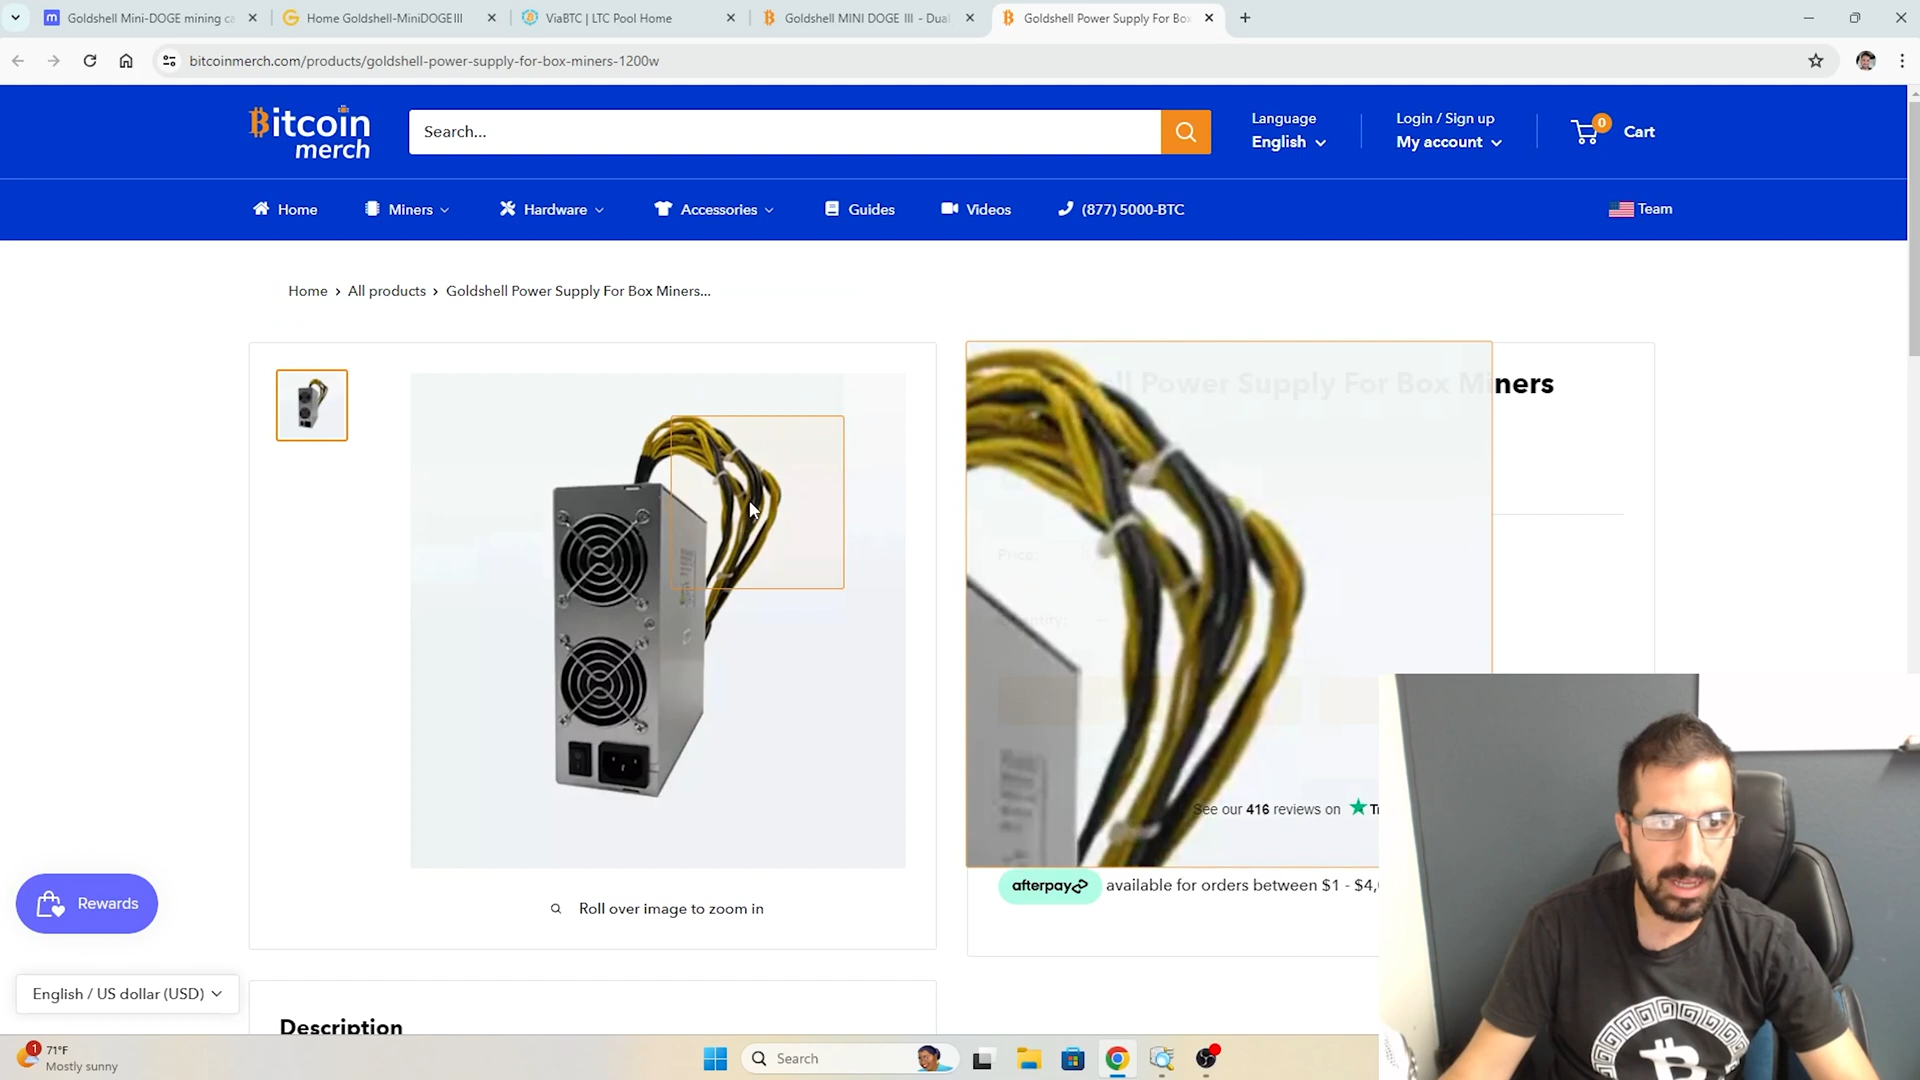 Goldshell Mini-DOGE mining ca
Home Goldshell-MiniDOGEIII
ViaBTC | LTC Pool Home
Goldshell MINI DOGE III - Dual
Goldshell Power Supply For Box
bitcoinmerch.com/products/goldshell-power-supply-for-box-miners-1200w
Bitcoin merch
Search...
Language
English
Login / Sign up
My account
0
Cart
Home
Miners
Hardware
Accessories
Guides
Videos
(877) 5000-BTC
Team
Home › All products › Goldshell Power Supply For Box Miners...
ll Power Supply For Box Miners
Price:
ntity:
See our 416 reviews on
afterpay available for orders between $1 - $4,
Roll over image to zoom in
Rewards
English / US dollar (USD)
Description
1
71°F
Mostly sunny
Search